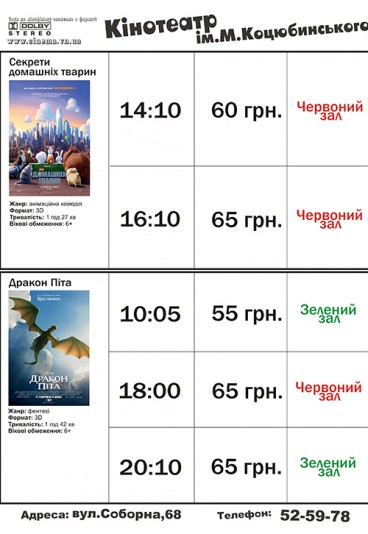 DOLBY
STEREO
www.cinema.vn.ua
Кінотеатр
ім.М.Коцюбинського
Секрети
домашніх тварин
ДОМАШНІХ
Жанр: анімаційна комедія
Формат: 3D
Тривалість: 1 год 27 хв
Вікові обмеження: 6+
14:10 60 грн. Червоний
зал
16:10 65 грн. Червоний
зал
Дракон Піта
ДРАКОН
ПІТА
Жанр: фентезі
Формат: 3D
Тривалість: 1 год 42 хв
Вікові обмеження: 6+
10:05 55 грн. Зелений
зал
18:00 65 грн. Червоний
зал
20:10 65 грн. Зелений
зал
Адреса: вул.Соборна,68 Телефон: 52-59-78